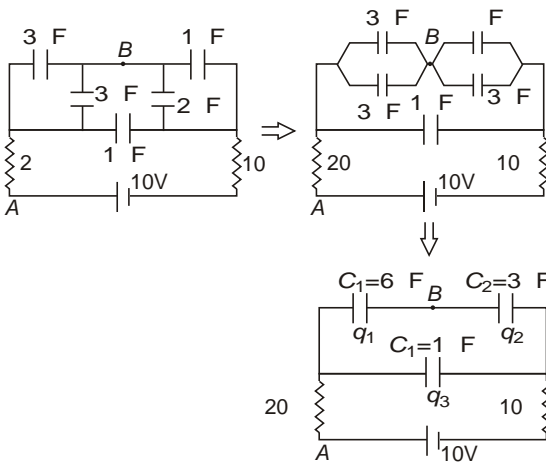 3 F B 1 F
3 F 2 F
1 F
2 10
A 10V
3 F B F
3 F 3 F
1 F
20 10
A 10V
C₁=6 F B C₂=3 F
q₁ q₂
C₁=1 F
q₃
20 10
A 10V